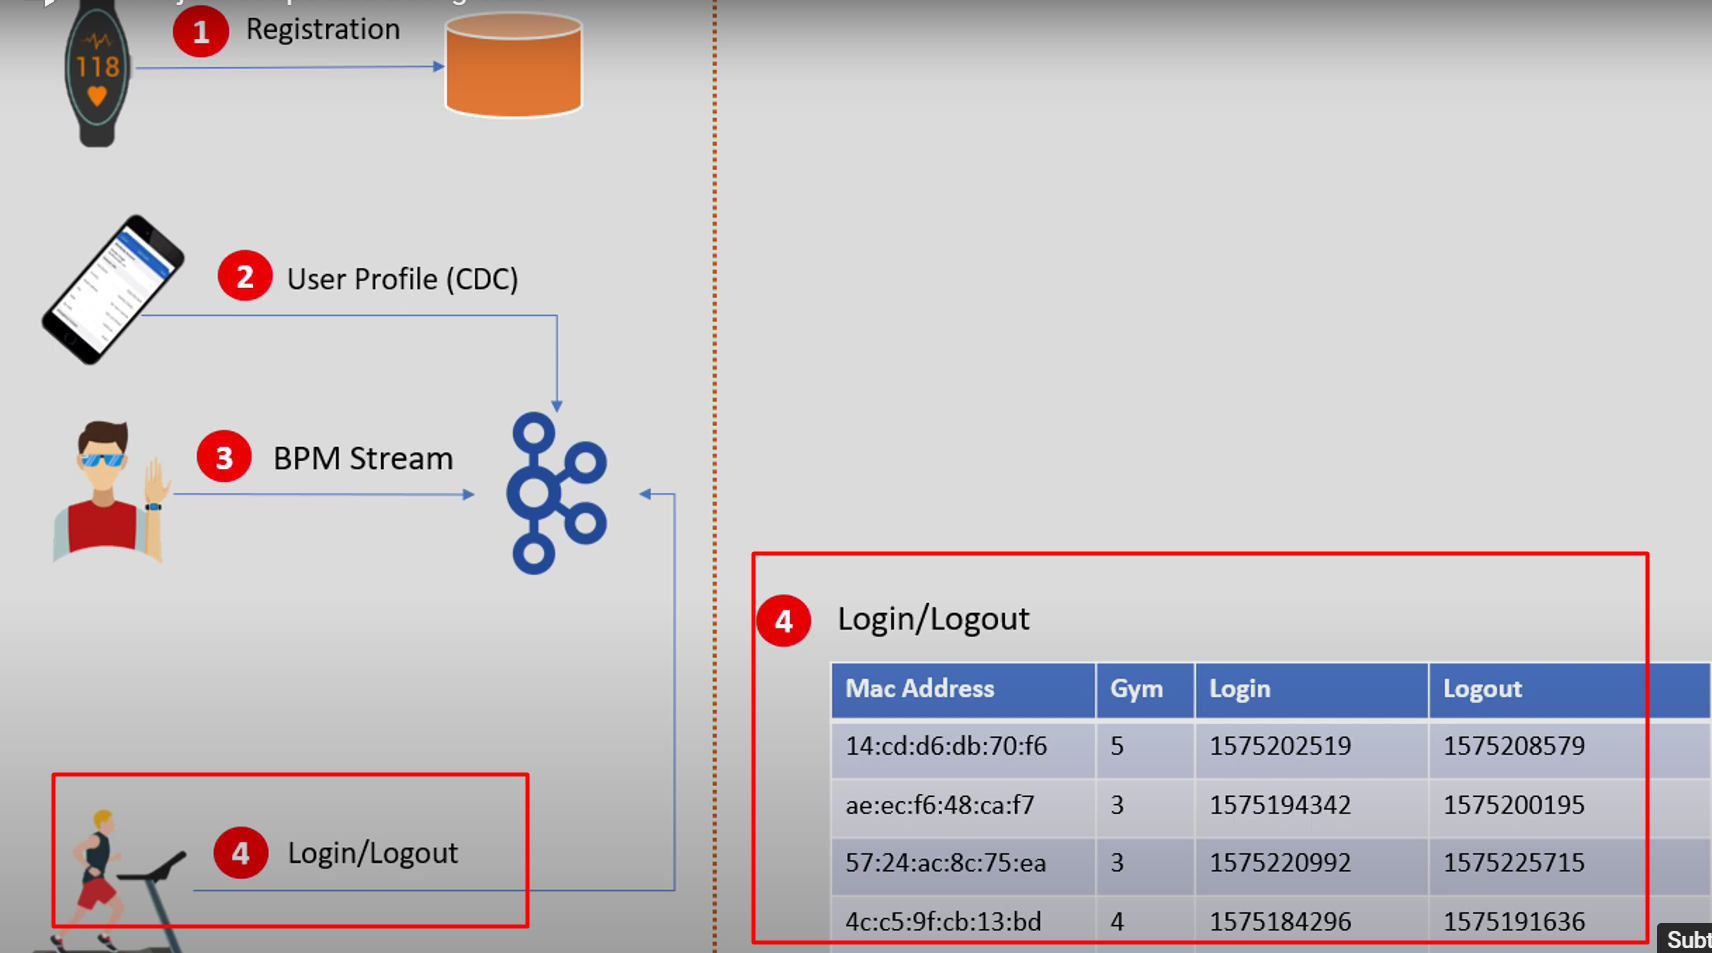 1 Registration
118
2 User Profile (CDC)
3 BPM Stream
4 Login/Logout
4 Login/Logout
Mac Address Gym Login Logout
14:cd:d6:db:70:f6 5 1575202519 1575208579
ae:ec:f6:48:ca:f7 3 1575194342 1575200195
57:24:ac:8c:75:ea 3 1575220992 1575225715
4c:c5:9f:cb:13:bd 4 1575184296 1575191636